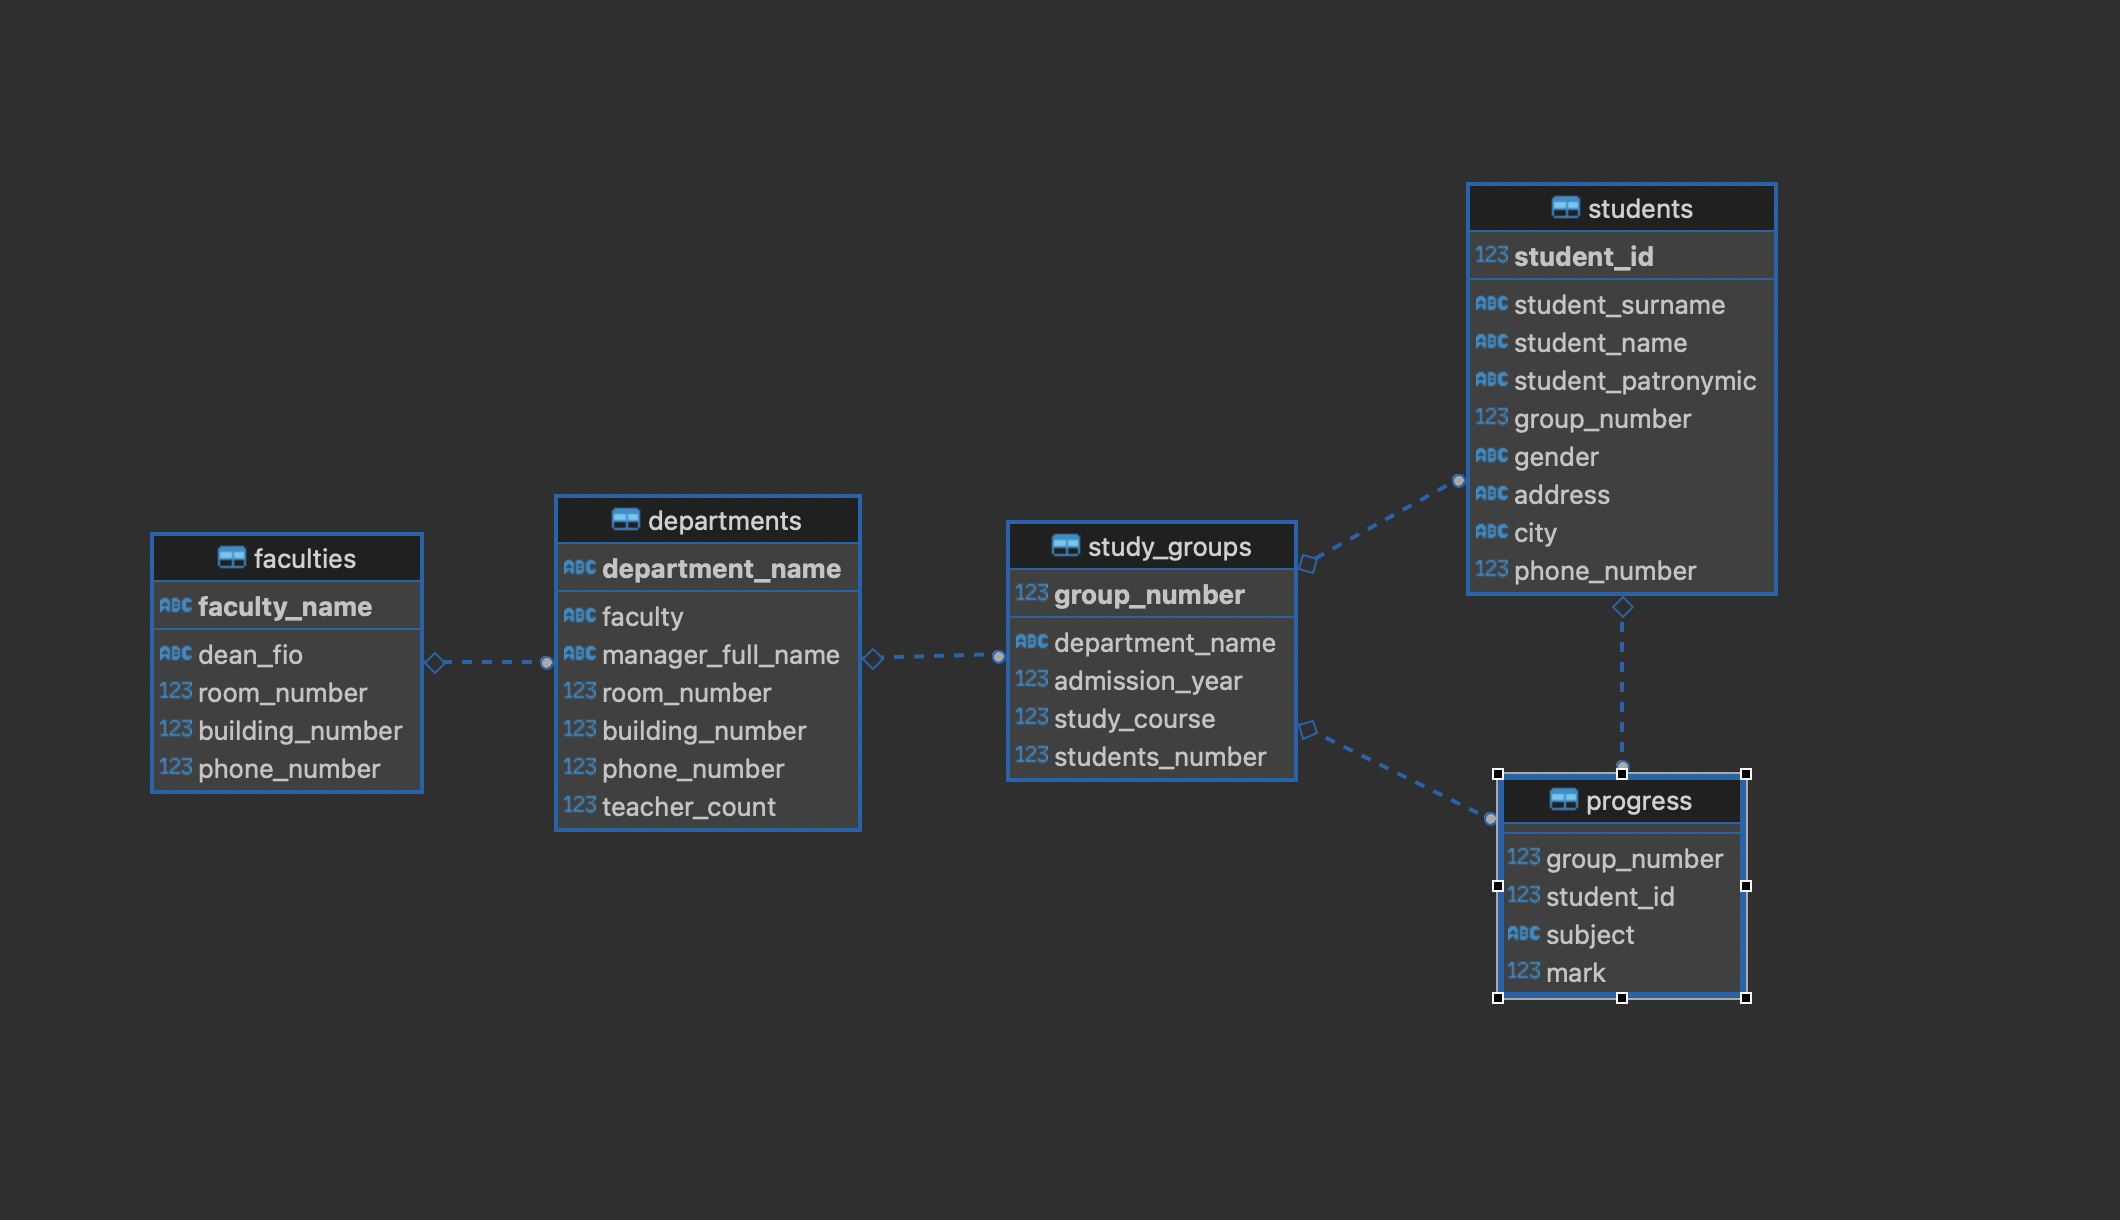 faculties
ABC faculty_name
ABC dean_fio
123 room_number
123 building_number
123 phone_number
departments
ABC department_name
ABC faculty
ABC manager_full_name
123 room_number
123 building_number
123 phone_number
123 teacher_count
study_groups
123 group_number
ABC department_name
123 admission_year
123 study_course
123 students_number
students
123 student_id
ABC student_surname
ABC student_name
ABC student_patronymic
123 group_number
ABC gender
ABC address
ABC city
123 phone_number
progress
123 group_number
123 student_id
ABC subject
123 mark